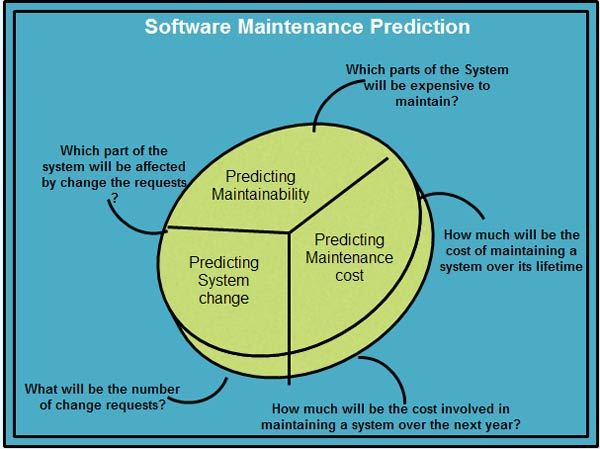 Software Maintenance Prediction
Which parts of the System
will be expensive to
maintain?
Which part of the
system will be affected
by change the requests
?
Predicting
Maintainability
How much will be the
cost of maintaining a
system over its lifetime
Predicting
Maintenance
cost
Predicting
System
change
What will be the number
of change requests?
How much will be the cost involved in
maintaining a system over the next year?